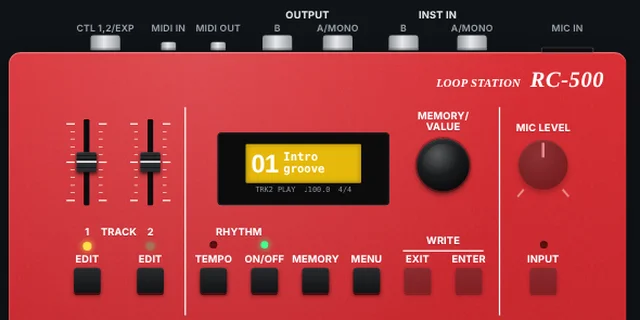 OUTPUT
INST IN
CTL 1,2/EXP
MIDI IN
MIDI OUT
B
A/MONO
B
A/MONO
MIC IN
LOOP STATION RC-500
MEMORY/
VALUE
MIC LEVEL
01 Intro
groove
TRK2 PLAY ♩100.0 4/4
1 TRACK 2
RHYTHM
WRITE
EDIT
EDIT
TEMPO
ON/OFF
MEMORY
MENU
EXIT
ENTER
INPUT